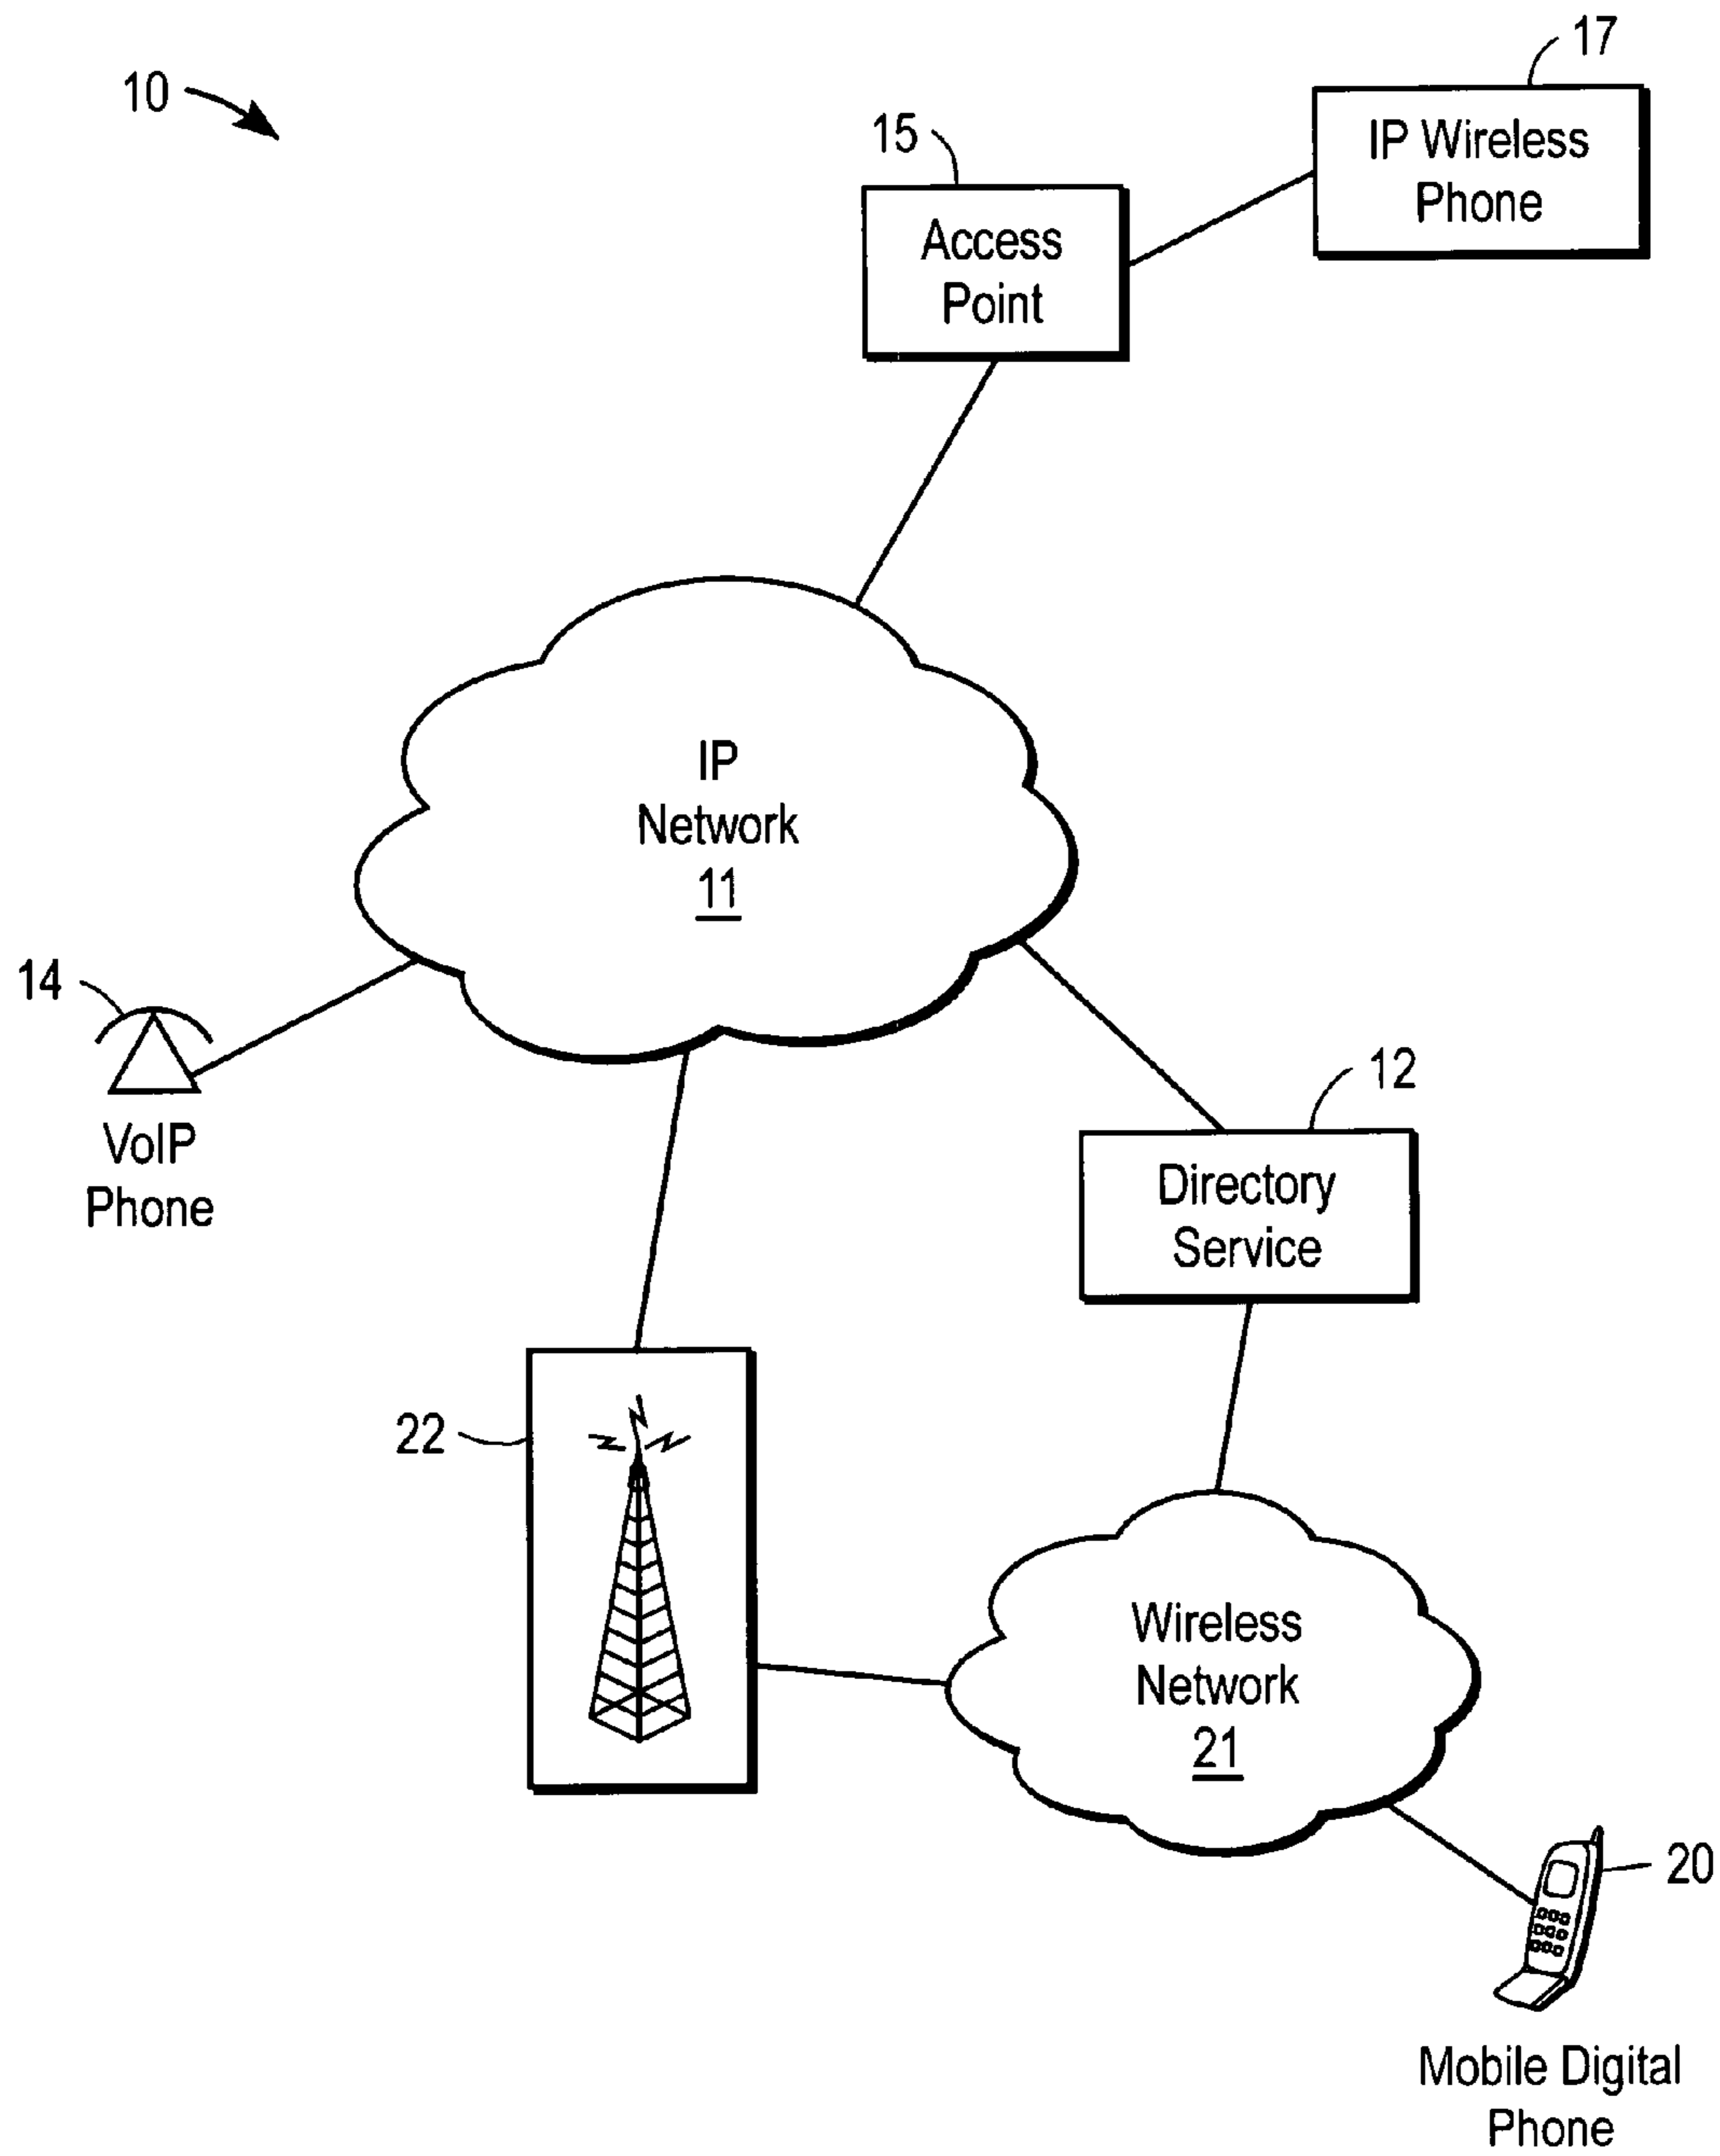 10
17
IP Wireless
Phone
15
Access
Point
IP
Network
11
14
VoIP
Phone
12
Directory
Service
22
Wireless
Network
21
20
Mobile Digital
Phone